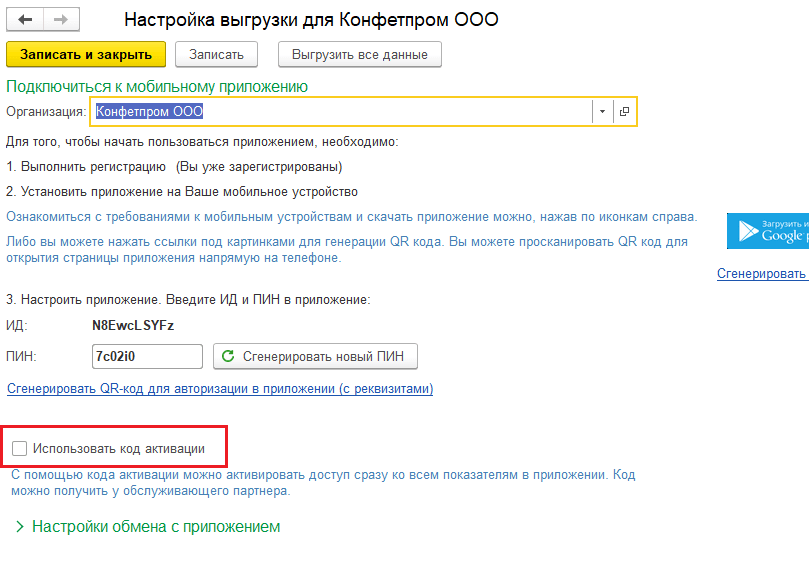 Настройка выгрузки для Конфетпром ООО
Записать и закрыть Записать Выгрузить все данные
Подключиться к мобильному приложению
Организация: Конфетпром ООО
Для того, чтобы начать пользоваться приложением, необходимо:
1. Выполнить регистрацию (Вы уже зарегистрированы)
2. Установить приложение на Ваше мобильное устройство
Ознакомиться с требованиями к мобильным устройствам и скачать приложение можно, нажав по иконкам справа.
Загрузить
Google
Либо вы можете нажать ссылки под картинками для генерации QR кода. Вы можете просканировать QR код для
открытия страницы приложения напрямую на телефоне.
Сгенерировать
3. Настроить приложение. Введите ИД и ПИН в приложение:
ИД: N8EwcLSYFz
ПИН: 7c02i0 Сгенерировать новый ПИН
Сгенерировать QR-код для авторизации в приложении (с реквизитами)
Использовать код активации
С помощью кода активации можно активировать доступ сразу ко всем показателям в приложении. Код
можно получить у обслуживающего партнера.
Настройки обмена с приложением